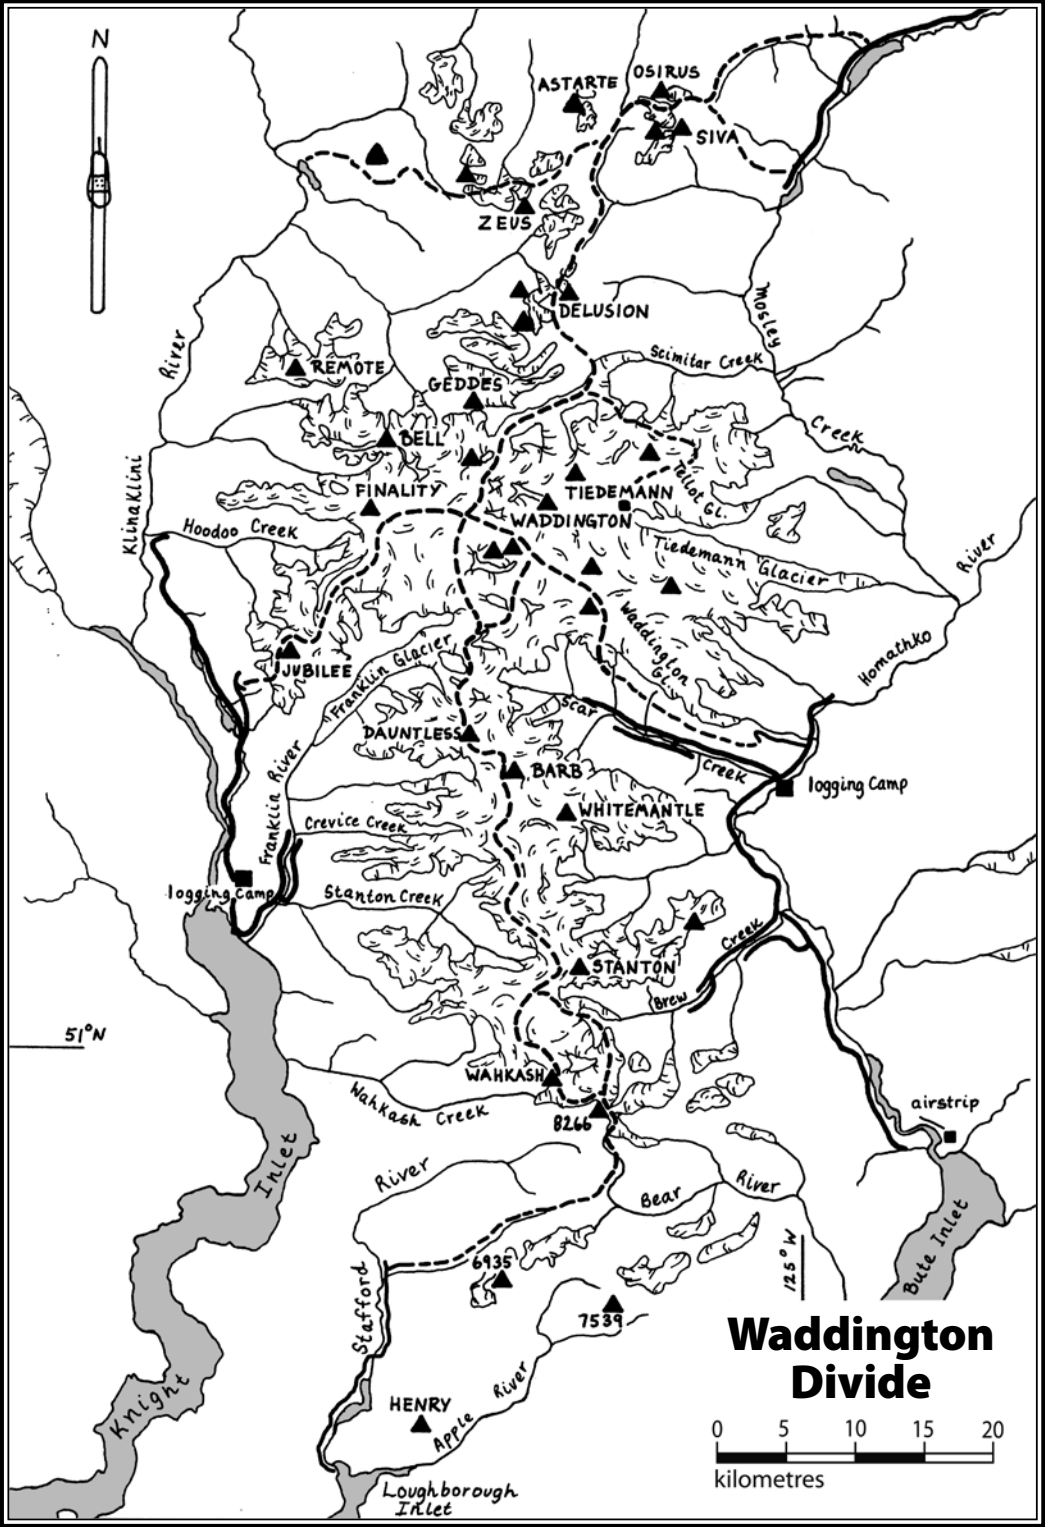 N
OSIRUS
ASTARTE
SIVA
ZEUS
DELUSION
Mosley
River
REMOTE
Scimitar Creek
GEDDES
BELL
Creek
FINALITY
TIEDEMANN
Teilot Gl.
WADDINGTON
Klinaklini
Hoodoo Creek
Tiedemann Glacier
River
Waddington
Gl.
Homathko
JUBILEE
Franklin Glacier
Scar
DAUNTLESS
Creek
BARB
logging Camp
WHITEMANTLE
Franklin River
Crevice Creek
logging Camp
Stanton Creek
Creek
STANTON
Brew
51°N
WAHKASH
Wahkash Creek
8266
airstrip
Inlet
River
Bear
River
125°W
Bute Inlet
6935
Stafford
7539
Knight
HENRY
Apple
River
Loughborough
Inlet
Waddington
Divide
0 5 10 15 20
kilometres